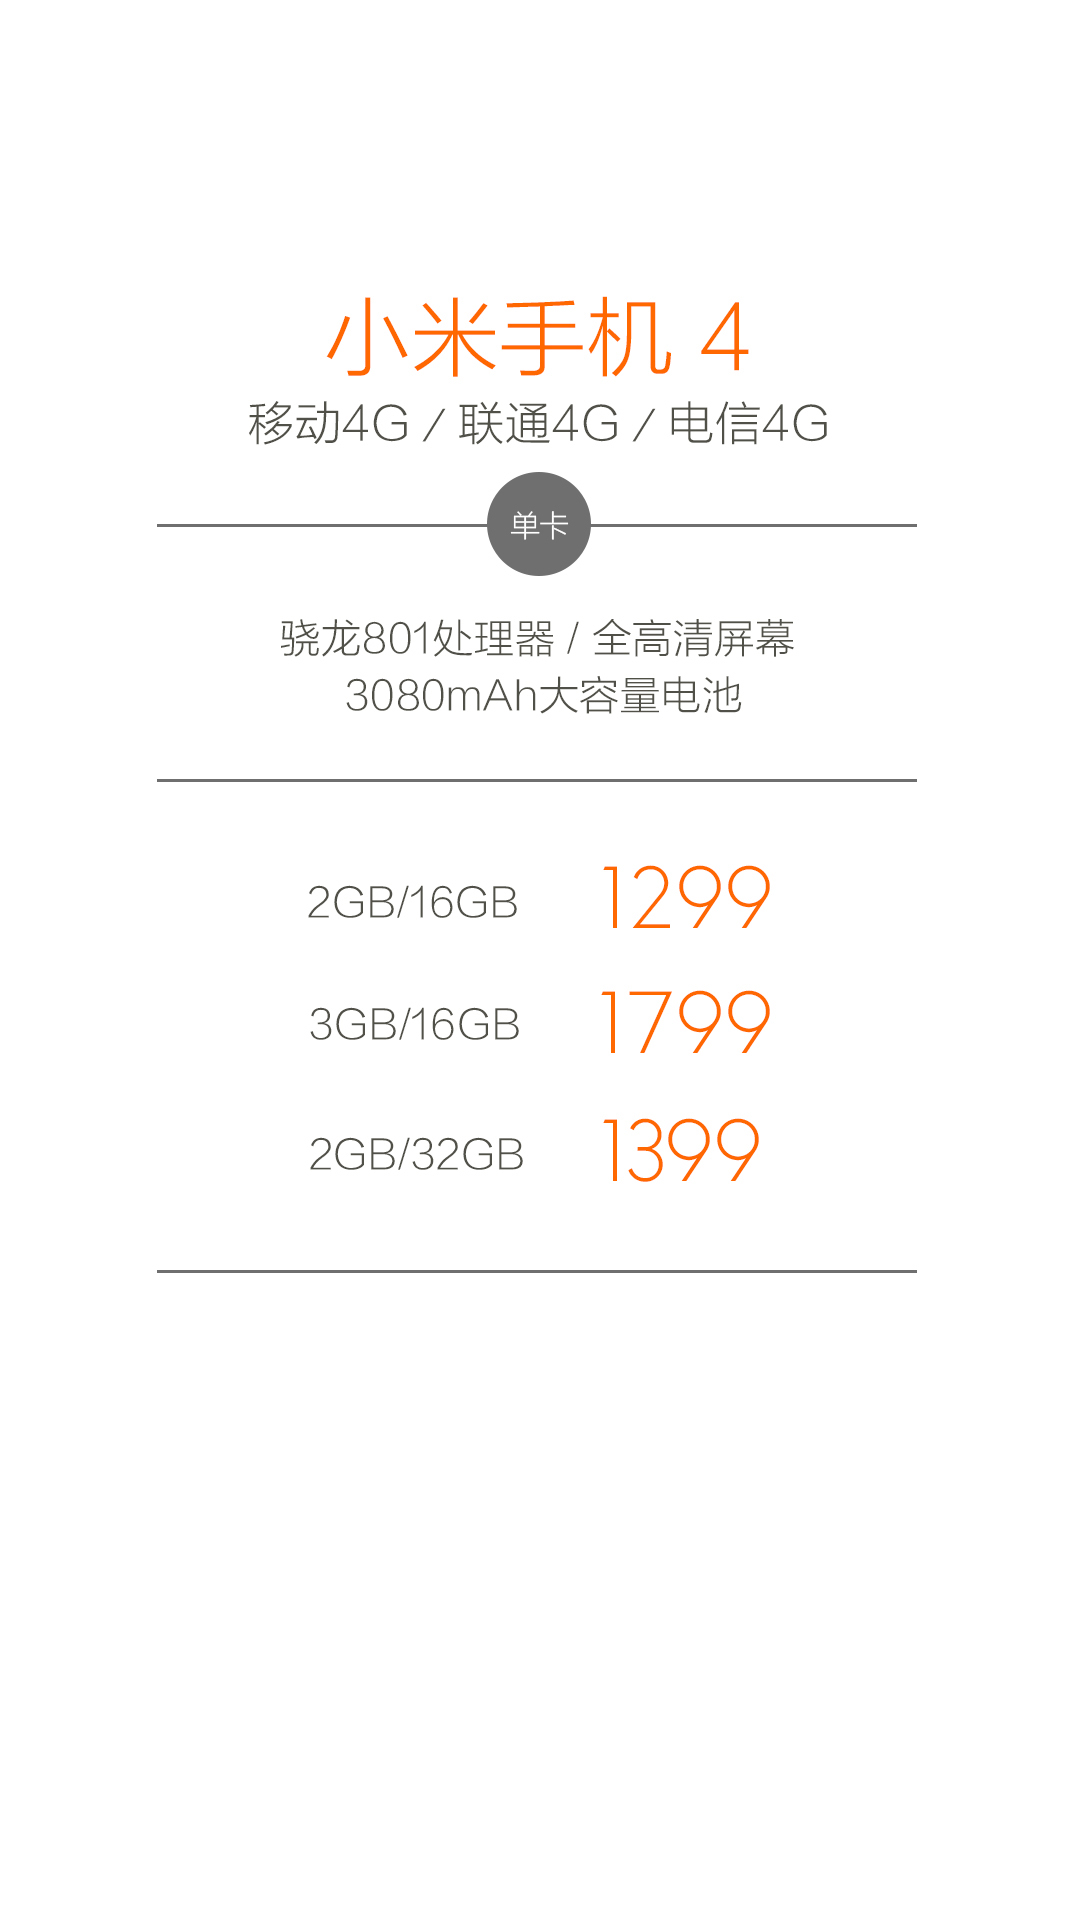 小米手机 4
移动4G / 联通4G / 电信4G
单卡
骁龙801处理器 / 全高清屏幕
3080mAh大容量电池
2GB/16GB 1299
3GB/16GB 1799
2GB/32GB 1399